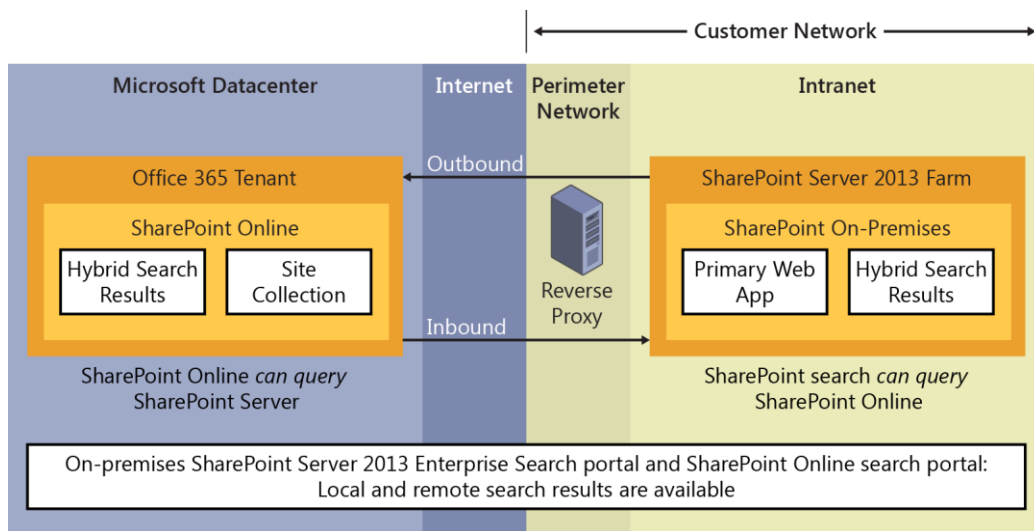 Customer Network
Microsoft Datacenter
Internet
Perimeter
Network
Intranet
Outbound
Office 365 Tenant
SharePoint Online
Hybrid Search
Results
Site
Collection
Reverse
Proxy
SharePoint Server 2013 Farm
SharePoint On-Premises
Primary Web
App
Hybrid Search
Results
Inbound
SharePoint Online can query
SharePoint Server
SharePoint search can query
SharePoint Online
On-premises SharePoint Server 2013 Enterprise Search portal and SharePoint Online search portal:
Local and remote search results are available